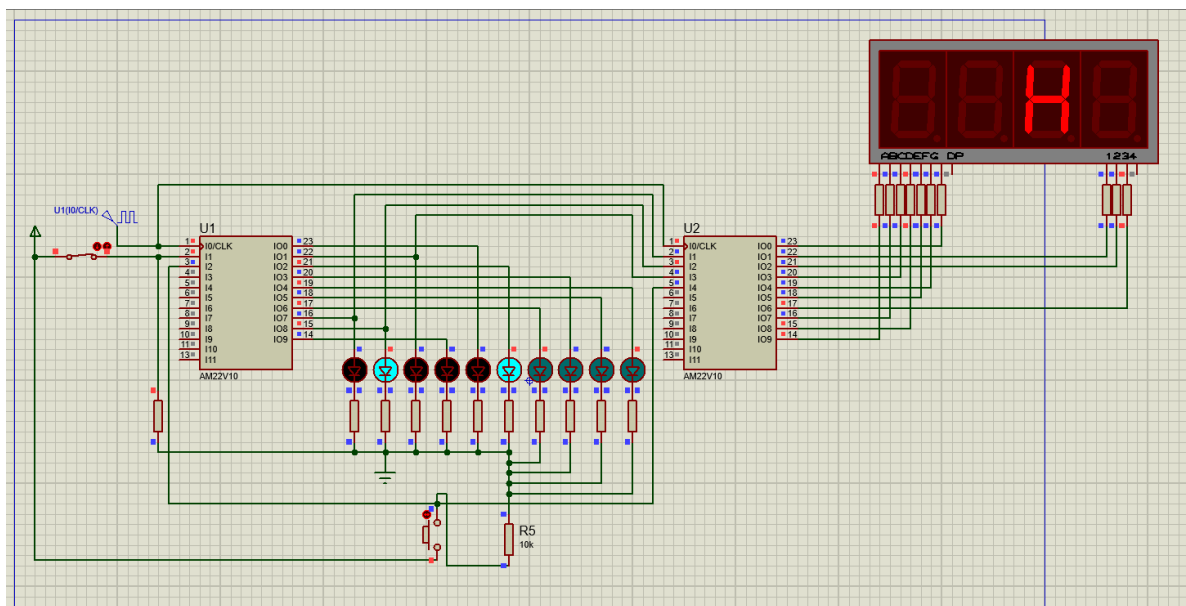 ABCDEFG DP
1234
U1(I0/CLK)
U1
1
2
3
4
5
6
7
8
9
10
11
13
I0/CLK
I1
I2
I3
I4
I5
I6
I7
I8
I9
I10
I11
IO0
IO1
IO2
IO3
IO4
IO5
IO6
IO7
IO8
IO9
23
22
21
20
19
18
17
16
15
14
AM22V10
U2
1
2
3
4
5
6
7
8
9
10
11
13
I0/CLK
I1
I2
I3
I4
I5
I6
I7
I8
I9
I10
I11
IO0
IO1
IO2
IO3
IO4
IO5
IO6
IO7
IO8
IO9
23
22
21
20
19
18
17
16
15
14
AM22V10
R5
10k